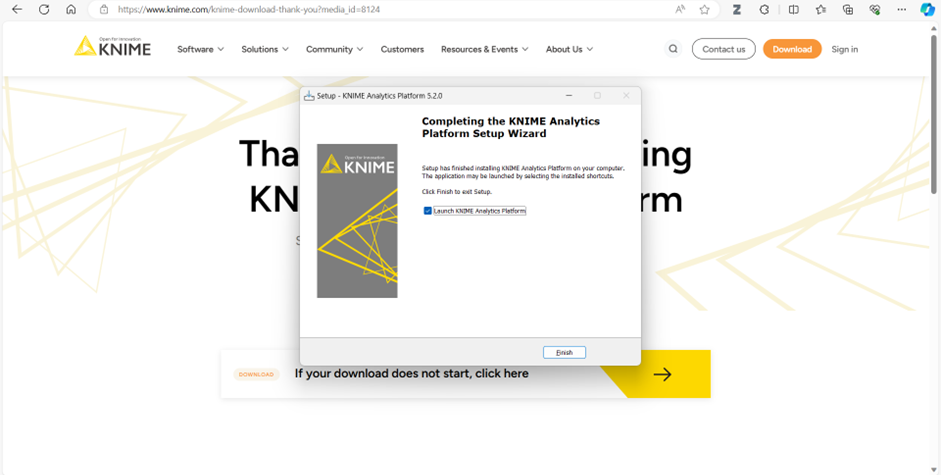 https://www.knime.com/knime-download-thank-you?media_id=8124
Open for Innovation
KNIME
Software
Solutions
Community
Customers
Resources & Events
About Us
Contact us
Download
Sign in
Setup - KNIME Analytics Platform 5.2.0
Completing the KNIME Analytics
Platform Setup Wizard
Open for Innovation
KNIME
Setup has finished installing KNIME Analytics Platform on your computer.
The application may be launched by selecting the installed shortcuts.
Click Finish to exit Setup.
Launch KNIME Analytics Platform
Finish
Tha ing
KN rm
S
DOWNLOAD
If your download does not start, click here